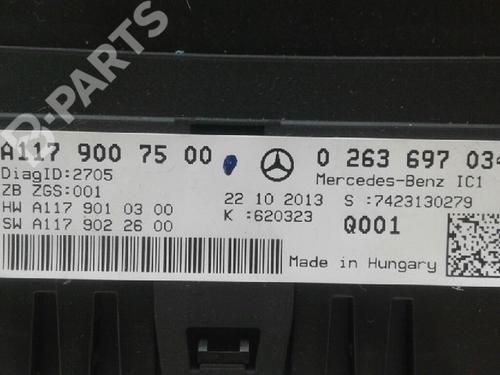 B-PARTS
A117 900 75 00
0 263 697 034
DiagID:2705
Mercedes-Benz IC1
ZB ZGS:001
22 10 2013 S :7423130279
HW A117 901 03 00
K :620323 Q001
SW A117 902 26 00
Made in Hungary